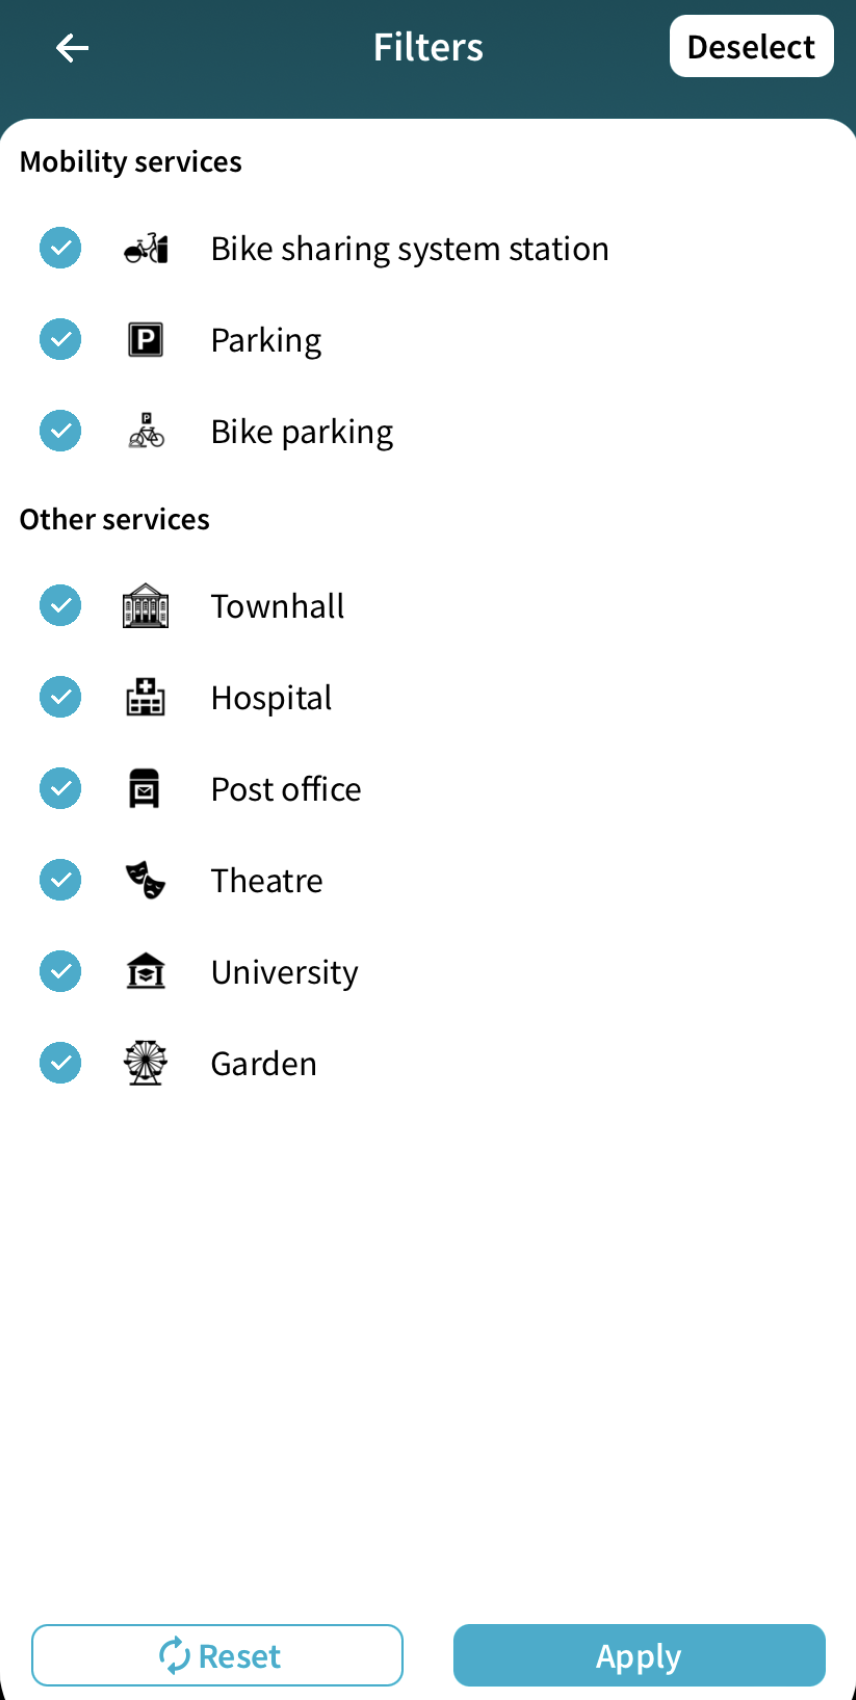 Filters
Deselect
Mobility services
Bike sharing system station
P
Parking
P
Bike parking
Other services
Townhall
Hospital
Post office
Theatre
University
Garden
Reset
Apply